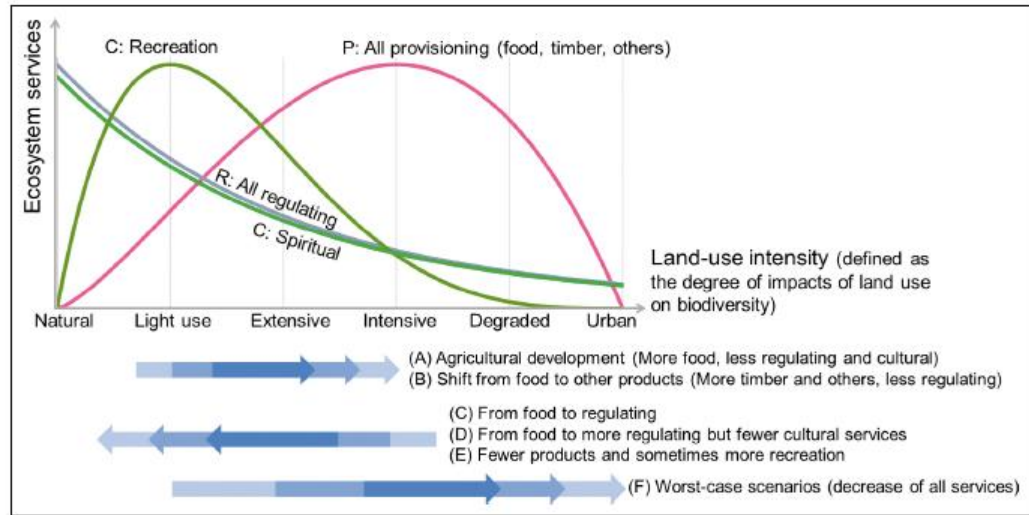 Ecosystem services
C: Recreation
P: All provisioning (food, timber, others)
R: All regulating
C: Spiritual
Land-use intensity (defined as
the degree of impacts of land use
on biodiversity)
Natural Light use Extensive Intensive Degraded Urban
(A) Agricultural development (More food, less regulating and cultural)
(B) Shift from food to other products (More timber and others, less regulating)
(C) From food to regulating
(D) From food to more regulating but fewer cultural services
(E) Fewer products and sometimes more recreation
(F) Worst-case scenarios (decrease of all services)